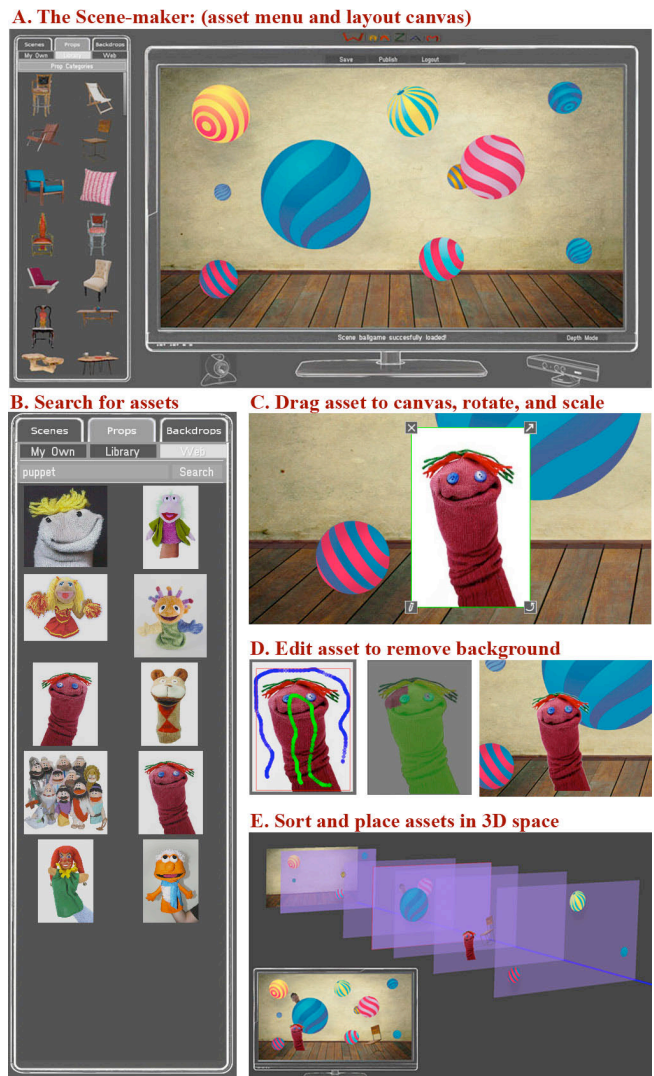 A. The Scene-maker: (asset menu and layout canvas)
WaaZam
Scenes Props Backdrops
My Own Library Web
Prop Categories
Save Publish Logout
Scene ballgame succesfully loaded!
Depth Mode
B. Search for assets
Scenes Props Backdrops
My Own Library Web
puppet Search
C. Drag asset to canvas, rotate, and scale
D. Edit asset to remove background
E. Sort and place assets in 3D space